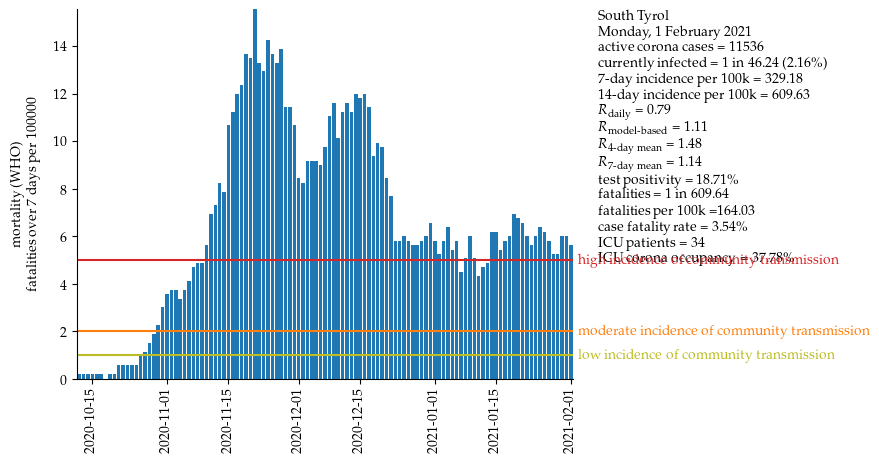 South Tyrol
Monday, 1 February 2021
active corona cases = 11536
currently infected = 1 in 46.24 (2.16%)
7-day incidence per 100k = 329.18
14-day incidence per 100k = 609.63
R_daily = 0.79
R_model-based = 1.11
R_4-day mean = 1.48
R_7-day mean = 1.14
test positivity = 18.71%
fatalities = 1 in 609.64
fatalities per 100k =164.03
case fatality rate = 3.54%
ICU patients = 34
ICU corona occupancy = 37.78%
high incidence of community transmission
moderate incidence of community transmission
low incidence of community transmission
mortality (WHO)
fatalities over 7 days per 100000
14
12
10
8
6
4
2
0
2020-10-15
2020-11-01
2020-11-15
2020-12-01
2020-12-15
2021-01-01
2021-01-15
2021-02-01